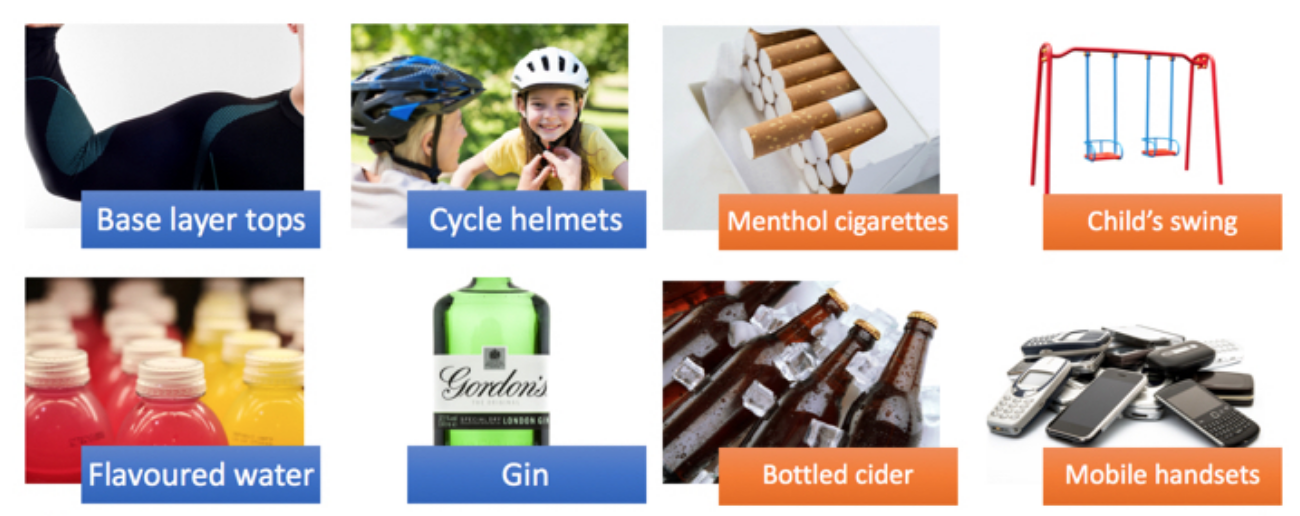 Base layer tops
Cycle helmets
Menthol cigarettes
Child's swing
Flavoured water
Gordon's
LONDON GIN
Gin
Bottled cider
Mobile handsets